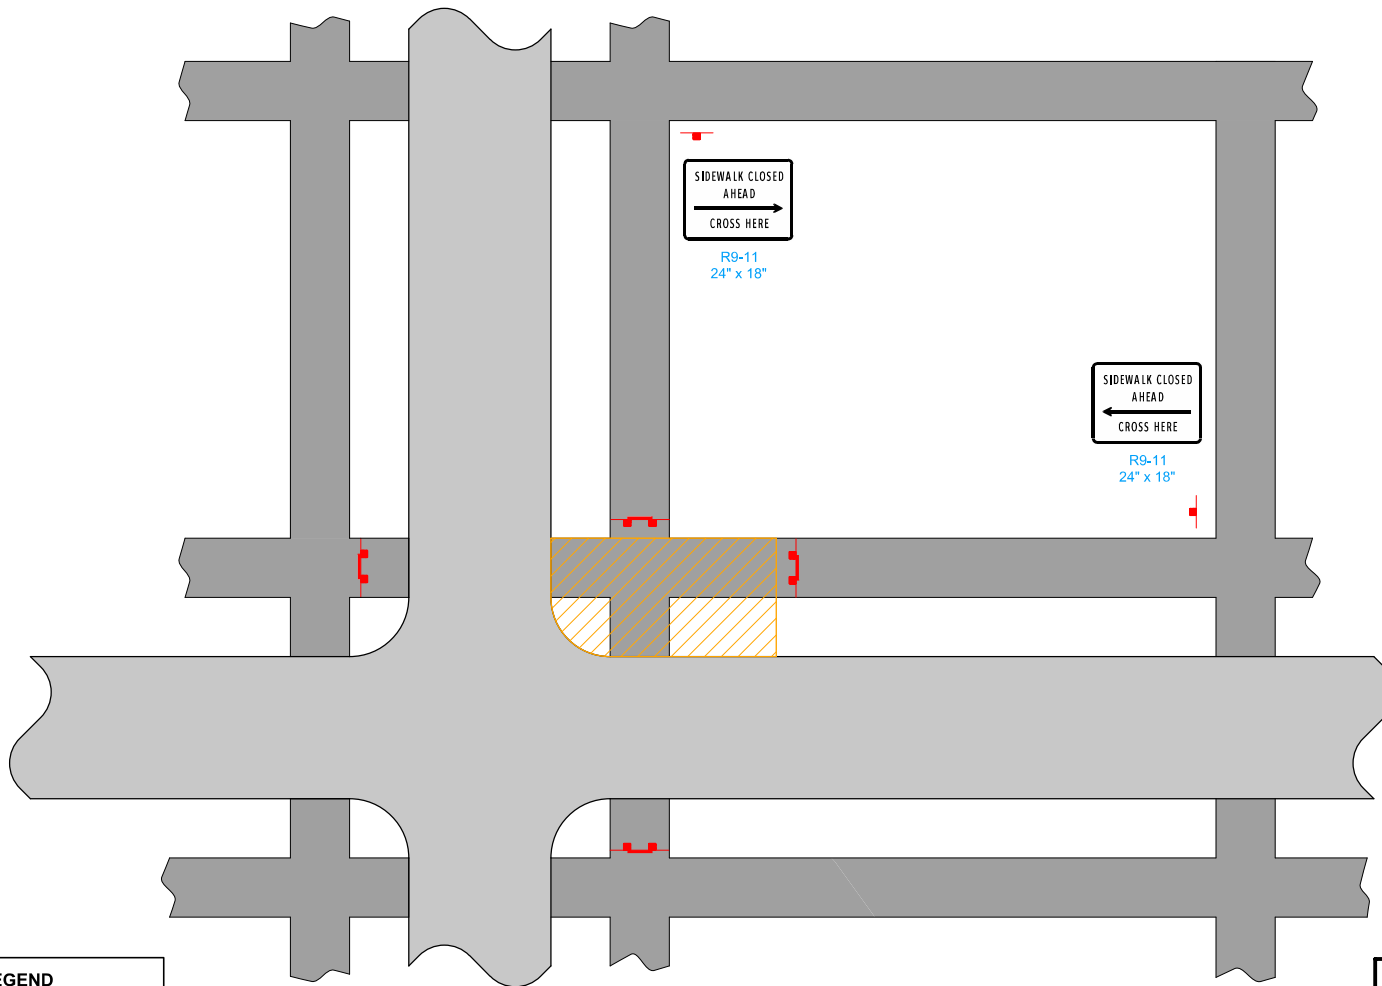 SIDEWALK CLOSED
AHEAD
CROSS HERE
R9-11
24" x 18"
SIDEWALK CLOSED
AHEAD
CROSS HERE
R9-11
24" x 18"
EGEND